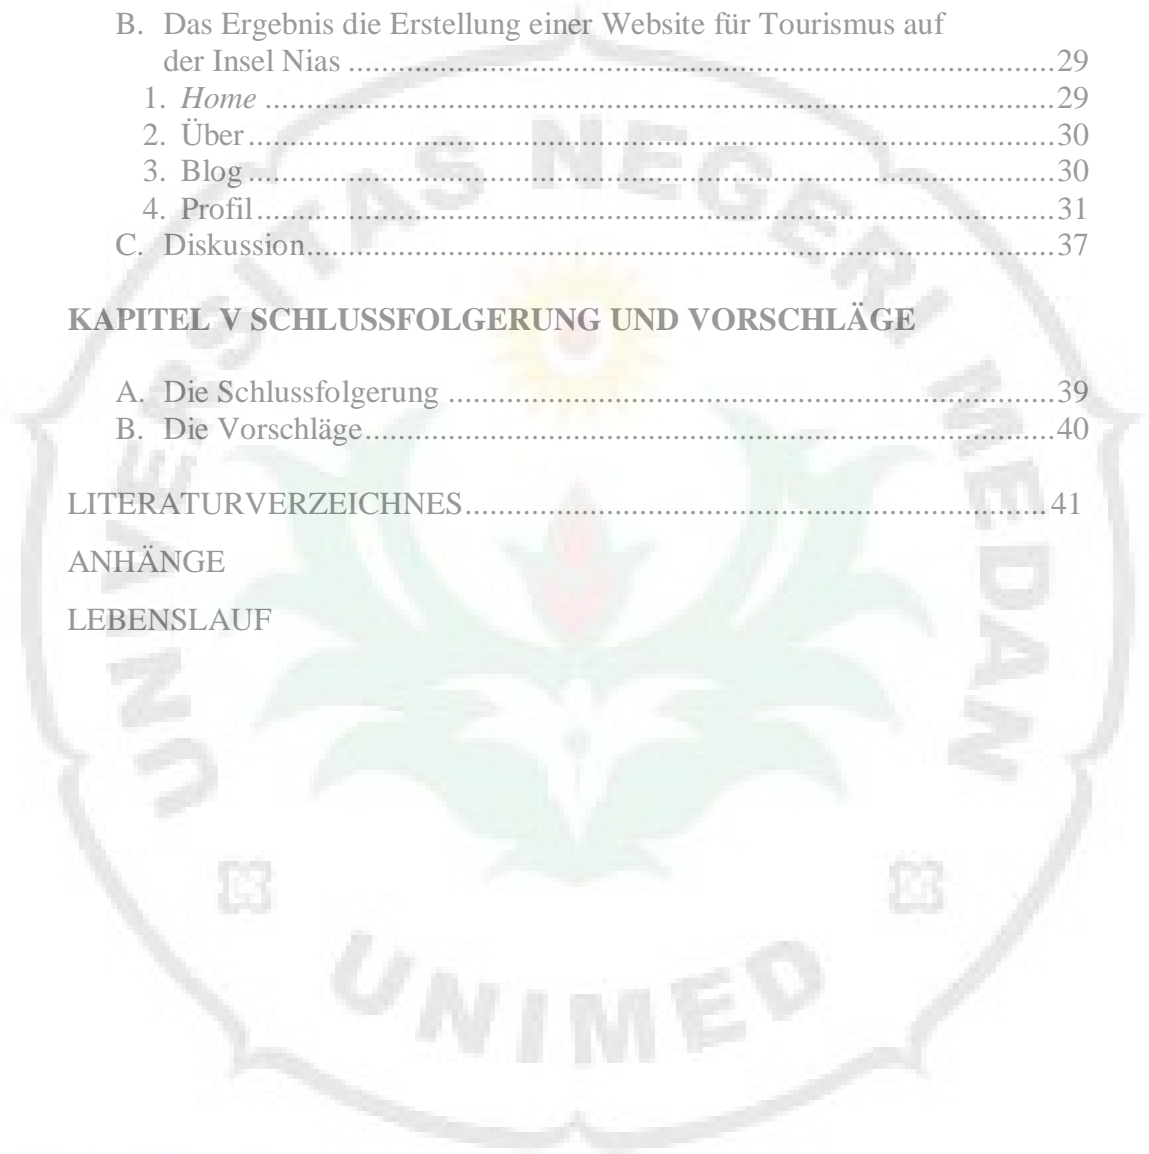 B. Das Ergebnis die Erstellung einer Website für Tourismus auf
der Insel Nias ........................................................................................29
1. Home ..................................................................................................29
2. Über....................................................................................................30
3. Blog.....................................................................................................30
4. Profil...................................................................................................31
C. Diskussion.............................................................................................37
KAPITEL V SCHLUSSFOLGERUNG UND VORSCHLÄGE
A. Die Schlussfolgerung ............................................................................39
B. Die Vorschläge......................................................................................40
LITERATURVERZEICHNES.........................................................................41
ANHÄNGE
LEBENSLAUF
UNIVERSITAS NEGERI MEDAN
UNIMED